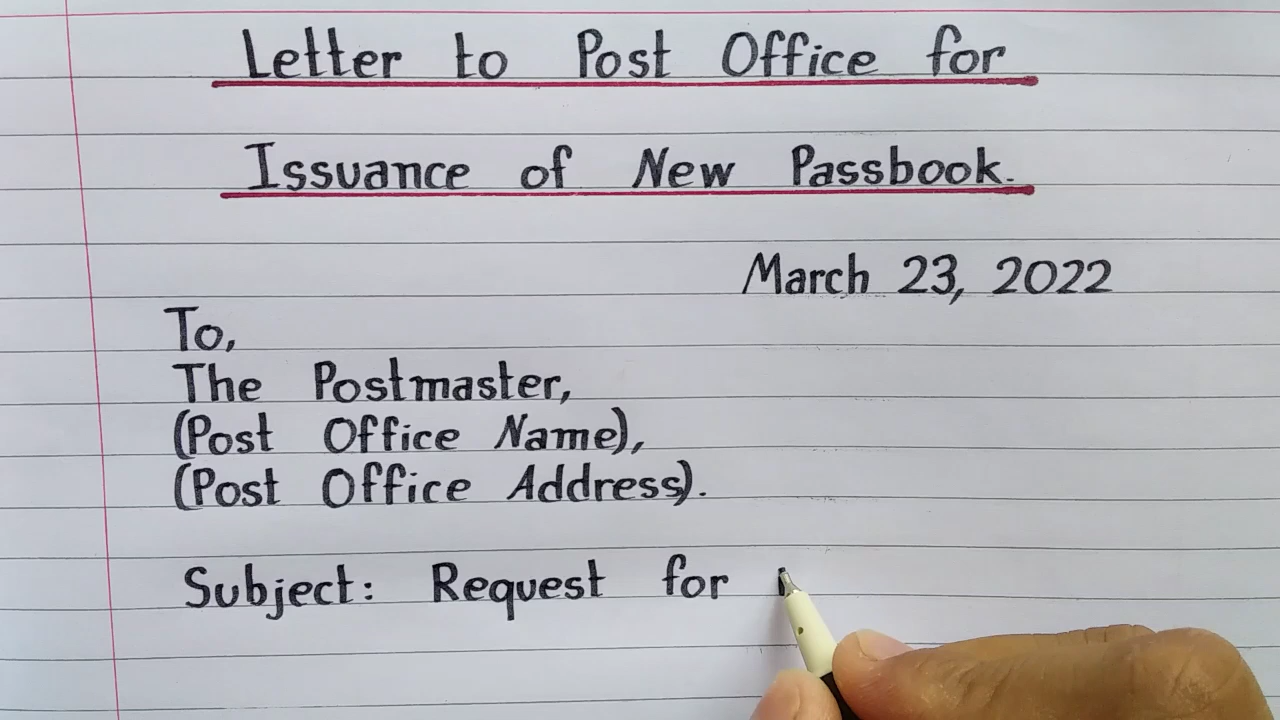 Letter to Post Office for
Issuance of New Passbook.
March 23, 2022
To,
The Postmaster,
(Post Office Name),
(Post Office Address).
Subject: Request for